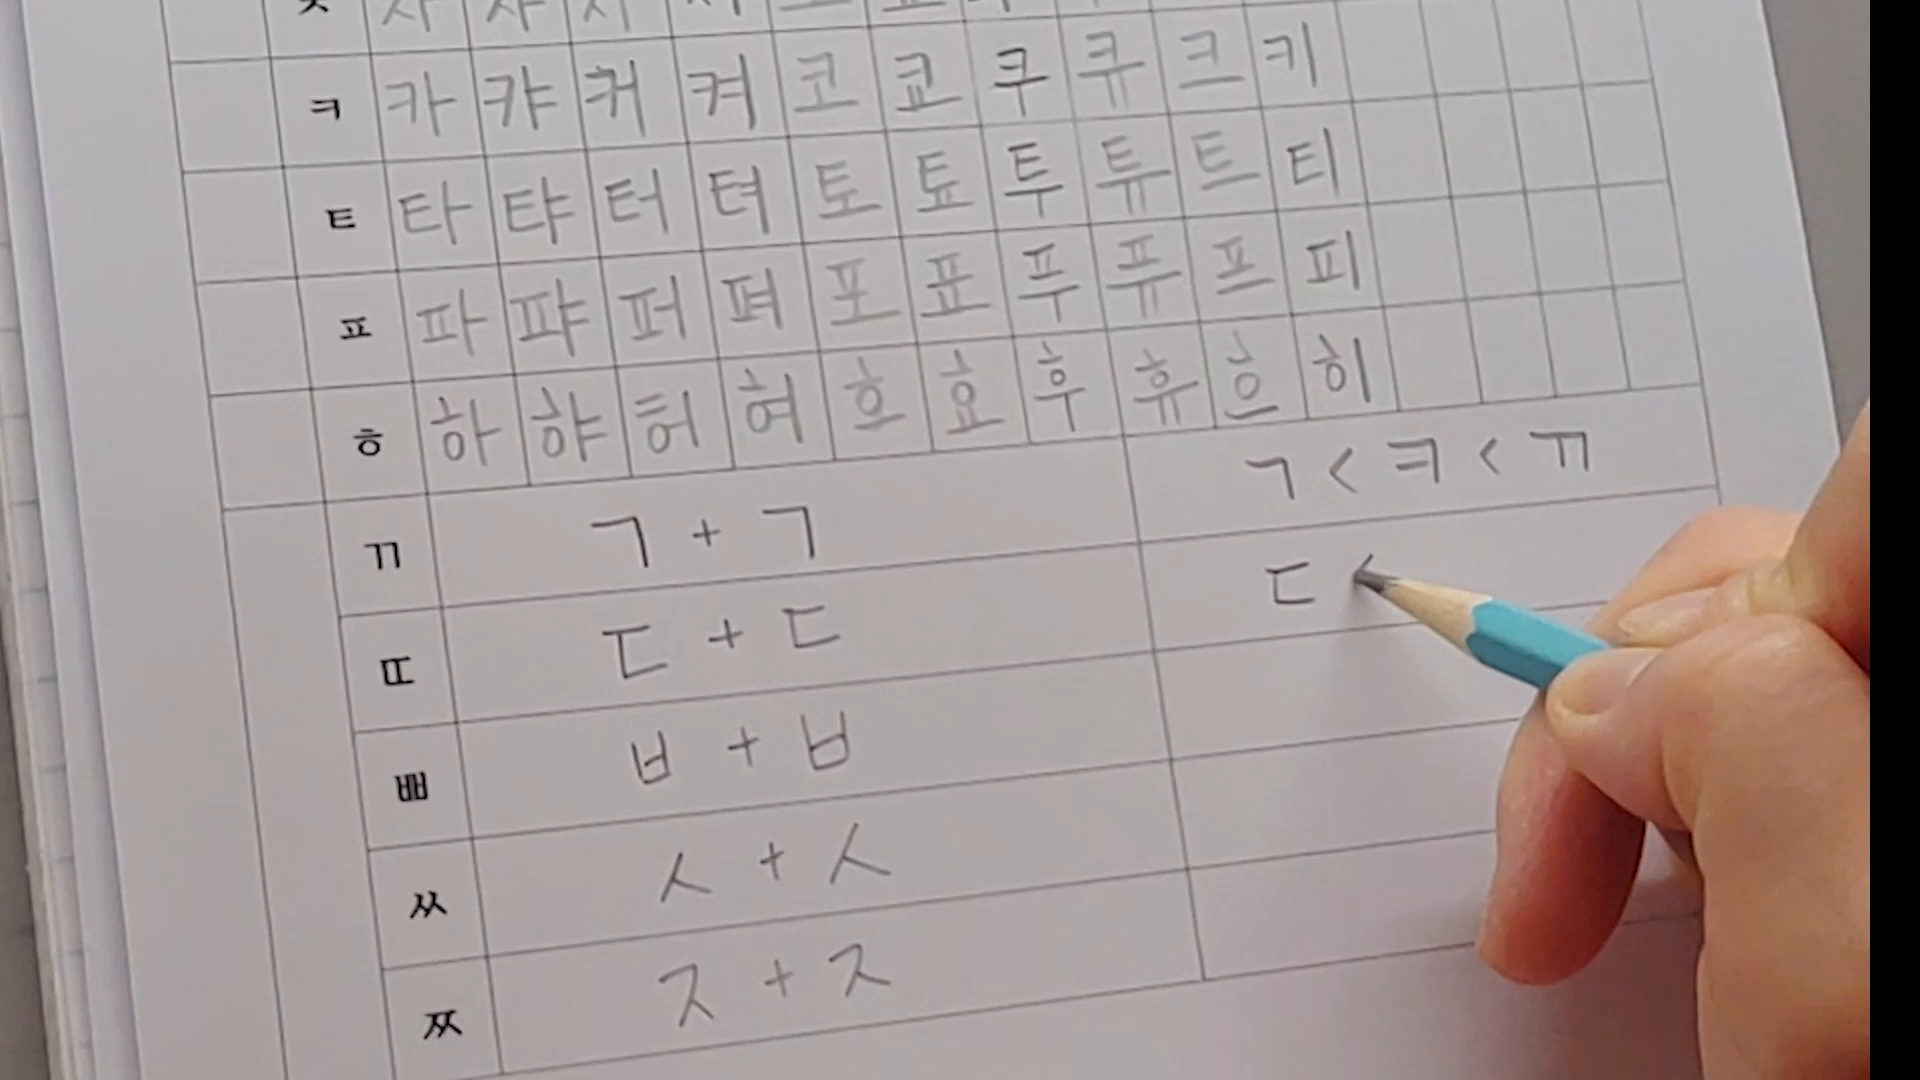 ㅋ 카 캬 커 켜 코 쿄 쿠 큐 크 키
ㅌ 타 탸 터 텨 토 툐 투 튜 트 티
ㅍ 파 퍄 퍼 펴 포 표 푸 퓨 프 피
ㅎ 하 햐 허 혀 호 효 후 휴 흐 히
ㄲ ㄱ + ㄱ ㄱ < ㅋ < ㄲ
ㄸ ㄷ + ㄷ ㄷ <
ㅃ ㅂ + ㅂ
ㅆ ㅅ + ㅅ
ㅉ ㅈ + ㅈ